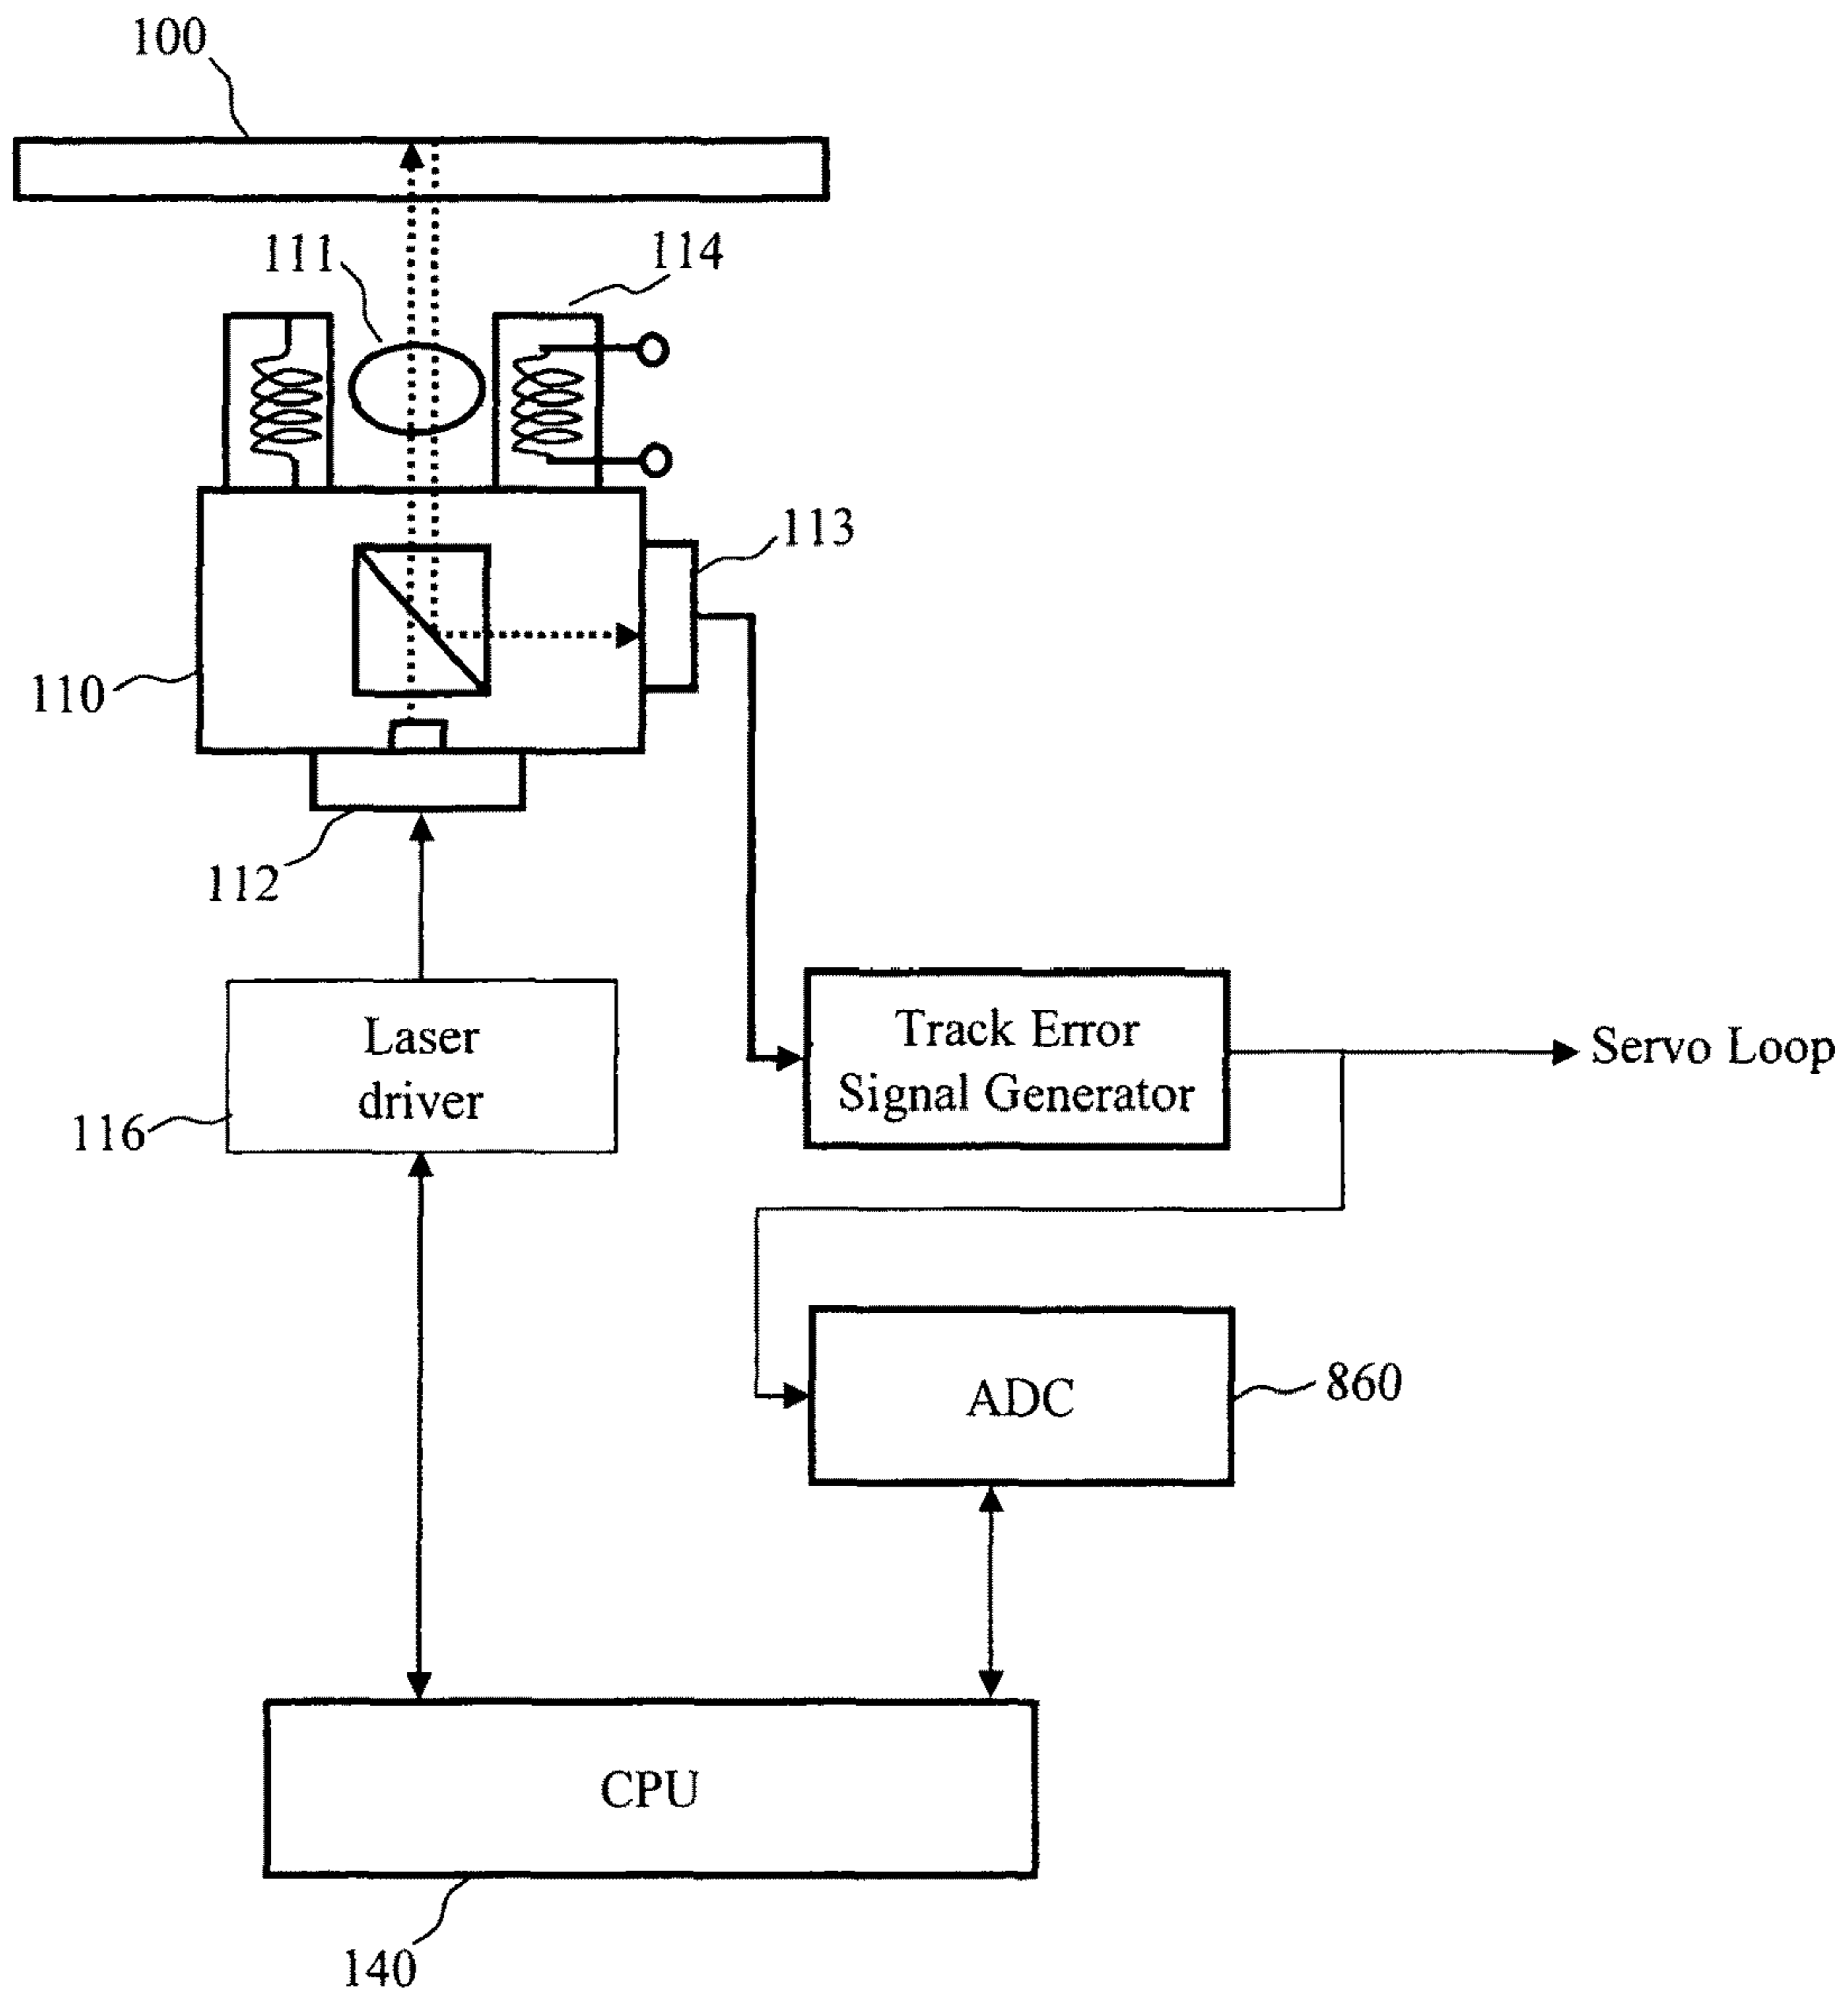 100
111
114
113
110
112
Laser
driver
116
Track Error
Signal Generator
Servo Loop
ADC
860
CPU
140